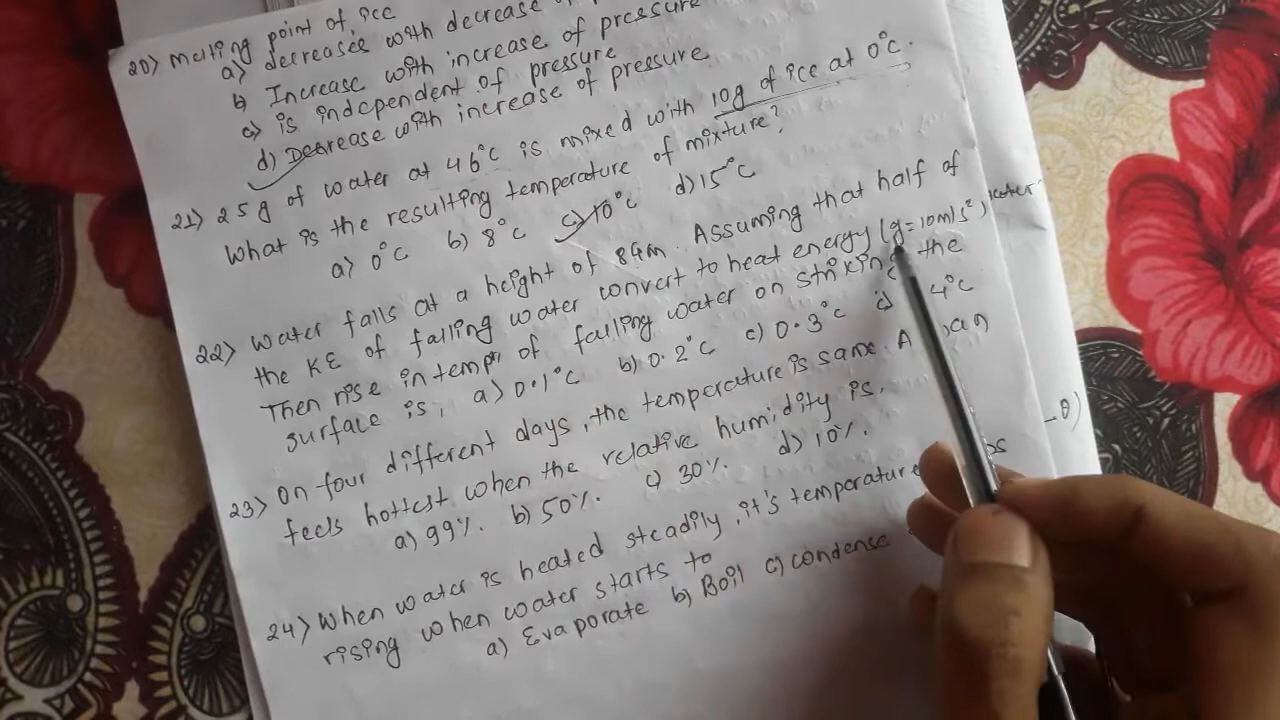 20) Melting point of ice
a) decreases with decrease of
b) Increase with increase of pressure
c) is independent of pressure
d) Decrease with increase of pressure
21) 25g of water at 46°C is mixed with 10g of ice at 0°C.
What is the resulting temperature of mixture?
a) 0°C b) 8°C c) 10°C d) 15°C
22) Water falls at a height of 84m. Assuming that half of
the KE of falling water convert to heat energy (g=10m/s²)
Then rise in tempr of falling water on striking the
surface is, a) 0.1°C b) 0.2°C c) 0.3°C 4°C
23) On four different days, the temperature is same. A
feels hottest when the relative humidity is.
a) 99%. b) 50%. c) 30%. d) 10%.
24) When water is heated steadily, it's temperature
rising when water starts to
a) Evaporate b) Boil c) condense